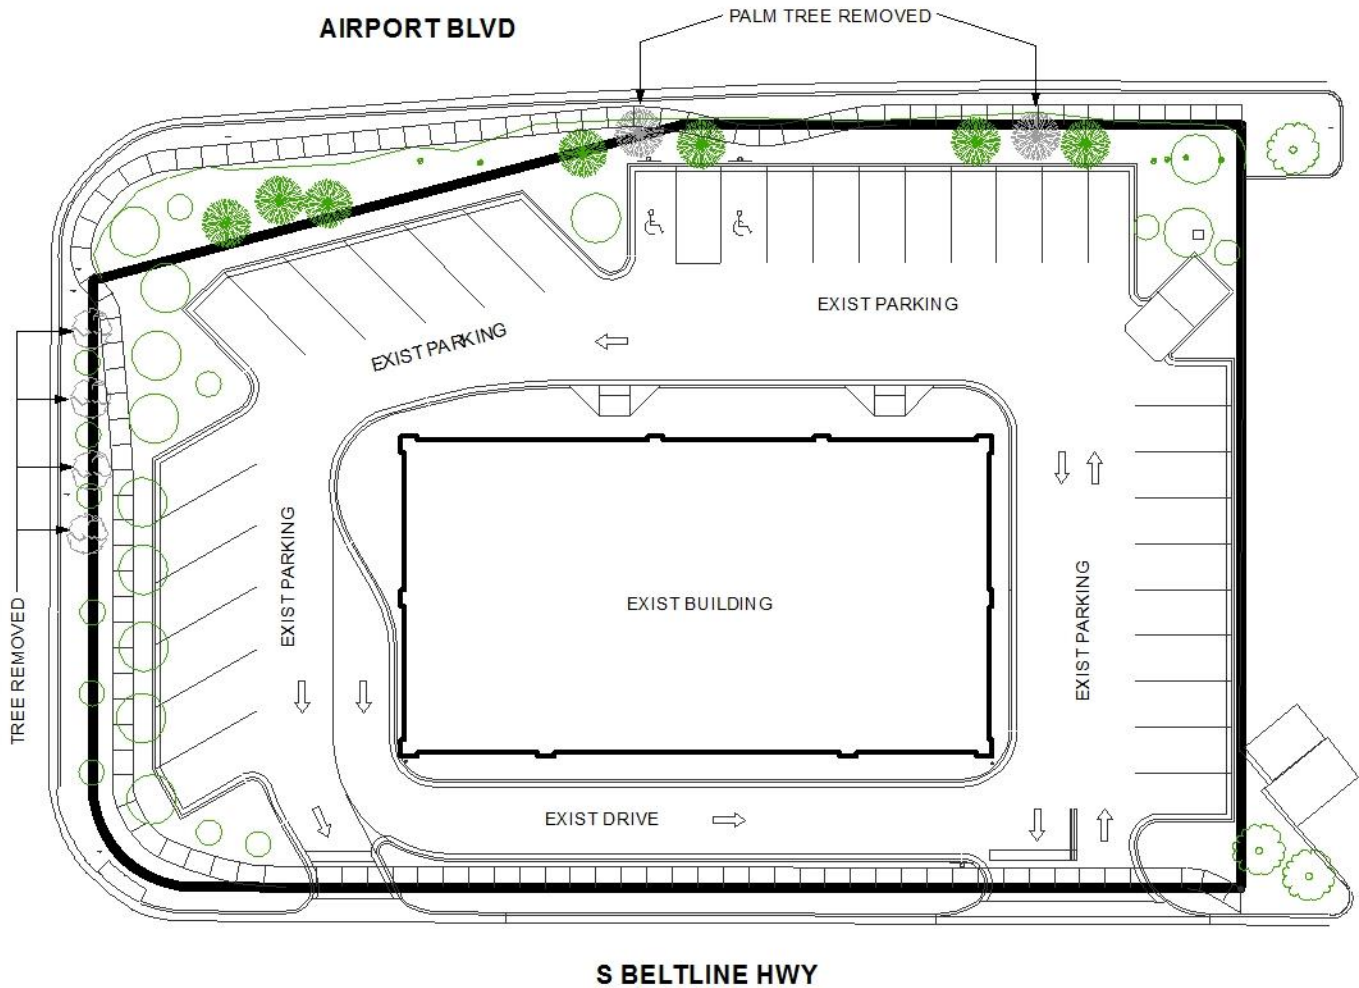 AIRPORT BLVD
PALM TREE REMOVED
EXIST PARKING
EXIST PARKING
EXIST PARKING
EXIST BUILDING
EXIST PARKING
TREE REMOVED
EXIST DRIVE
S BELTLINE HWY